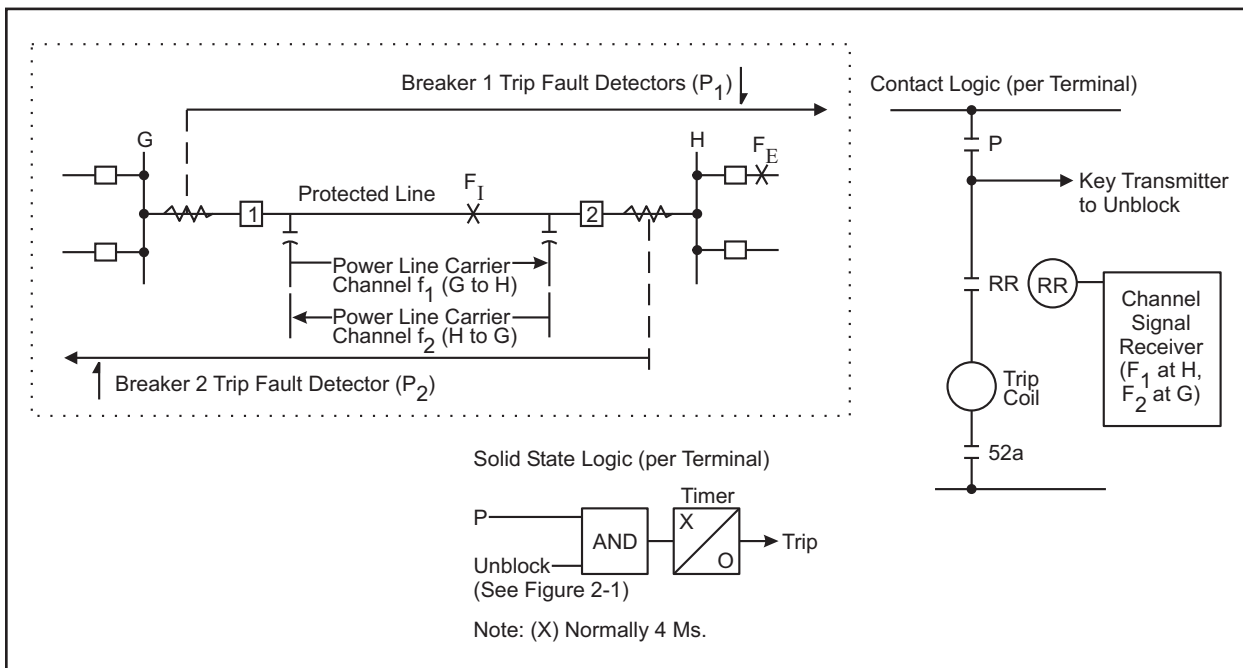 Breaker 1 Trip Fault Detectors (P1)
G
H
FE
Protected Line
FI
1
2
Power Line Carrier
Channel f1 (G to H)
Power Line Carrier
Channel f2 (H to G)
Breaker 2 Trip Fault Detector (P2)
Contact Logic (per Terminal)
P
Key Transmitter
to Unblock
RR
RR
Channel
Signal
Receiver
(F1 at H,
F2 at G)
Trip
Coil
52a
Solid State Logic (per Terminal)
Timer
P
AND
X
O
Trip
Unblock
(See Figure 2-1)
Note: (X) Normally 4 Ms.